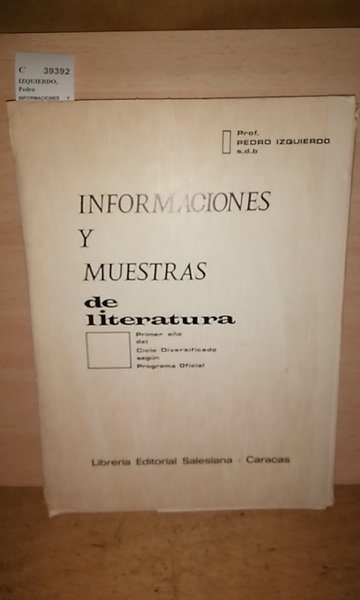 C 39392
IZQUIERDO,
Pedro
INFORMACIONES Y
Prof.
PEDRO IZQUIERDO
s.d.b
INFORMACIONES
Y
MUESTRAS
de
literatura
Primer año
del
Ciclo Diversificado
según
Programa Oficial
Librería Editorial Salesiana - Caracas